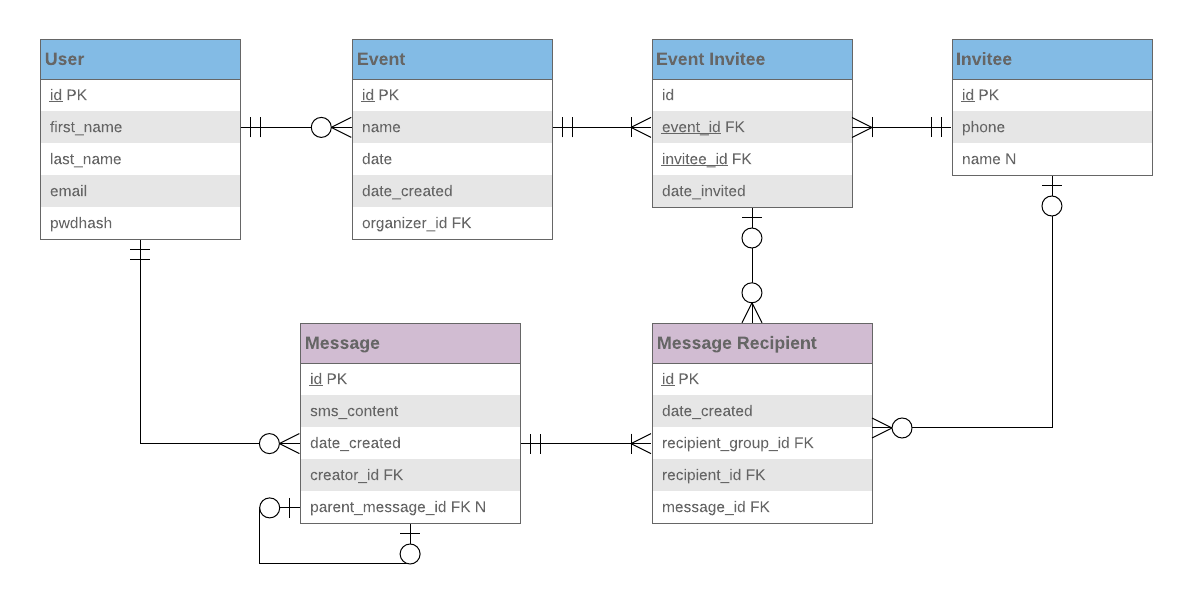 User
id PK
first_name
last_name
email
pwdhash
Event
id PK
name
date
date_created
organizer_id FK
Event Invitee
id
event_id FK
invitee_id FK
date_invited
Invitee
id PK
phone
name N
Message
id PK
sms_content
date_created
creator_id FK
parent_message_id FK N
Message Recipient
id PK
date_created
recipient_group_id FK
recipient_id FK
message_id FK